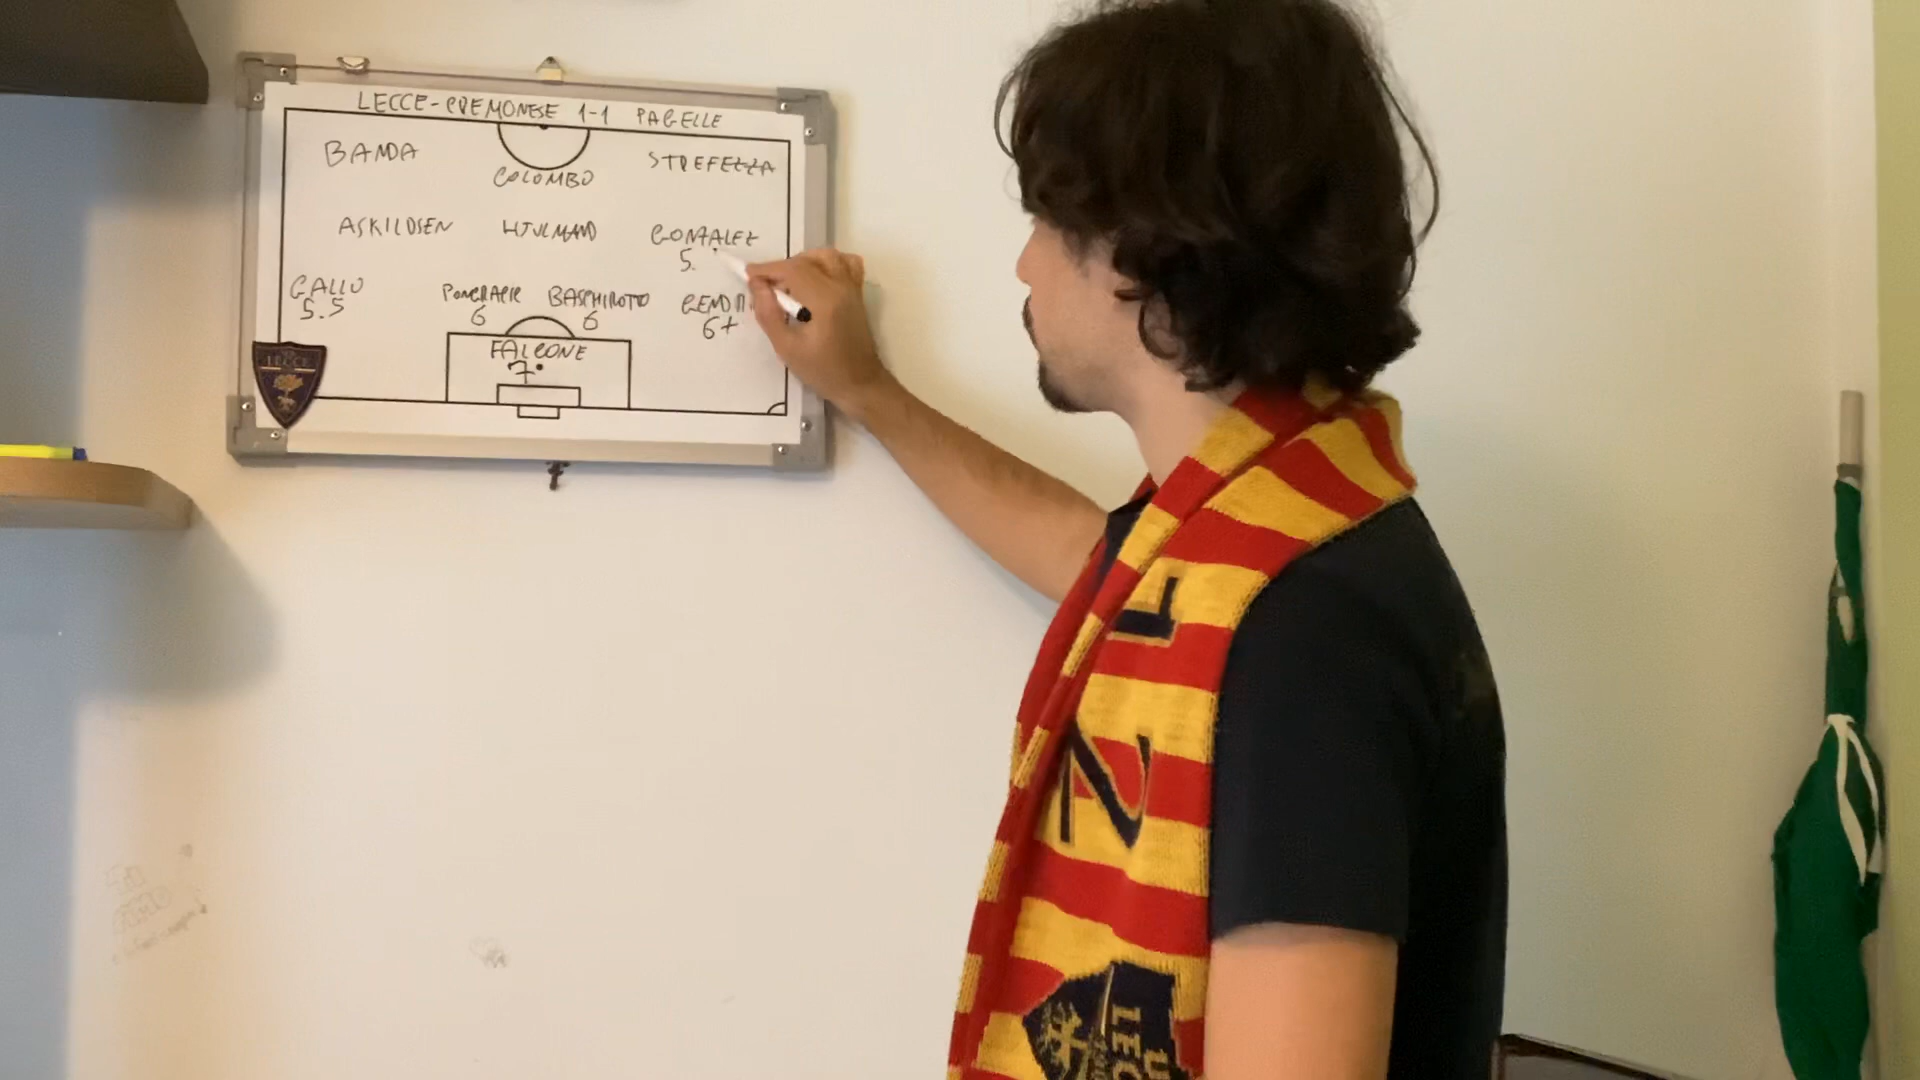 LECCE-CREMONESE 1-1 PAGELLE
BANDA
STREFEZZA
COLOMBO
ASKILDSEN HJULMAND GONZALEZ
5.
GALLO
5.5
PONGRACIC BASCHIROTTO
6 6
6+
FALCONE
7
LECCE